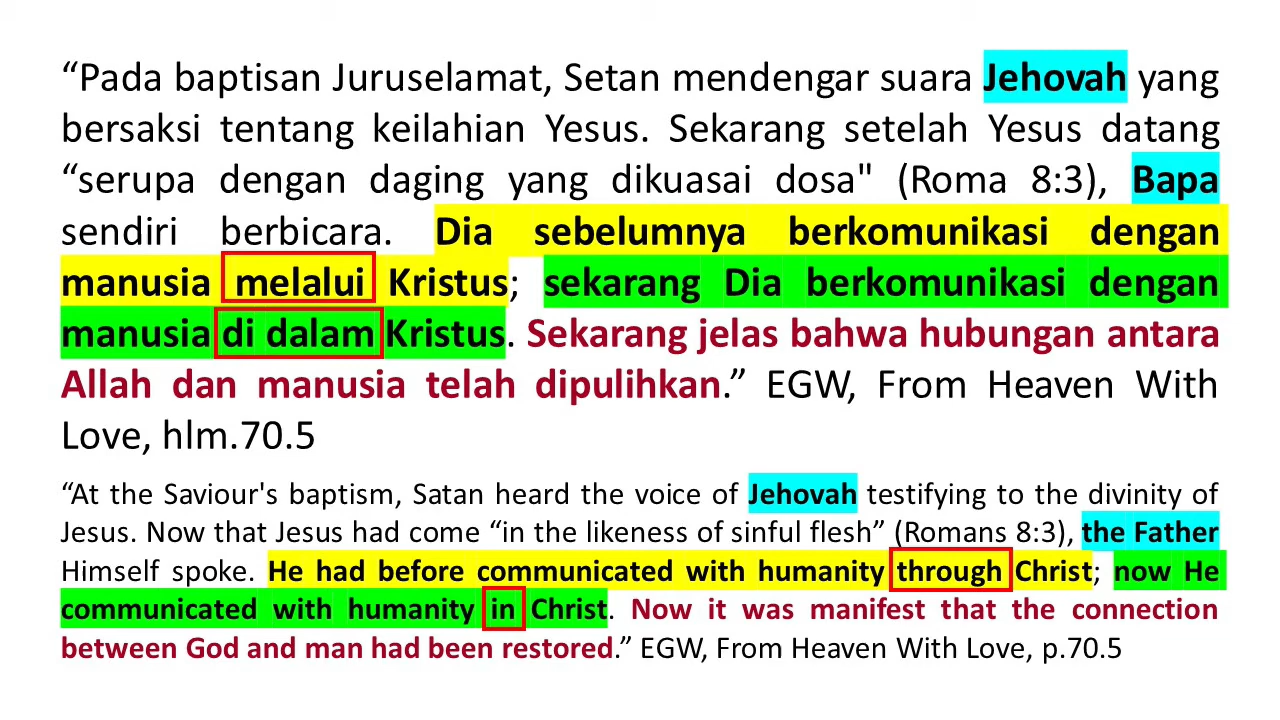 “Pada baptisan Juruselamat, Setan mendengar suara Jehovah yang
bersaksi tentang keilahian Yesus. Sekarang setelah Yesus datang
“serupa dengan daging yang dikuasai dosa" (Roma 8:3), Bapa
sendiri berbicara. Dia sebelumnya berkomunikasi dengan
manusia melalui Kristus; sekarang Dia berkomunikasi dengan
manusia di dalam Kristus. Sekarang jelas bahwa hubungan antara
Allah dan manusia telah dipulihkan.” EGW, From Heaven With
Love, hlm.70.5
“At the Saviour's baptism, Satan heard the voice of Jehovah testifying to the divinity of
Jesus. Now that Jesus had come “in the likeness of sinful flesh” (Romans 8:3), the Father
Himself spoke. He had before communicated with humanity through Christ; now He
communicated with humanity in Christ. Now it was manifest that the connection
between God and man had been restored.” EGW, From Heaven With Love, p.70.5